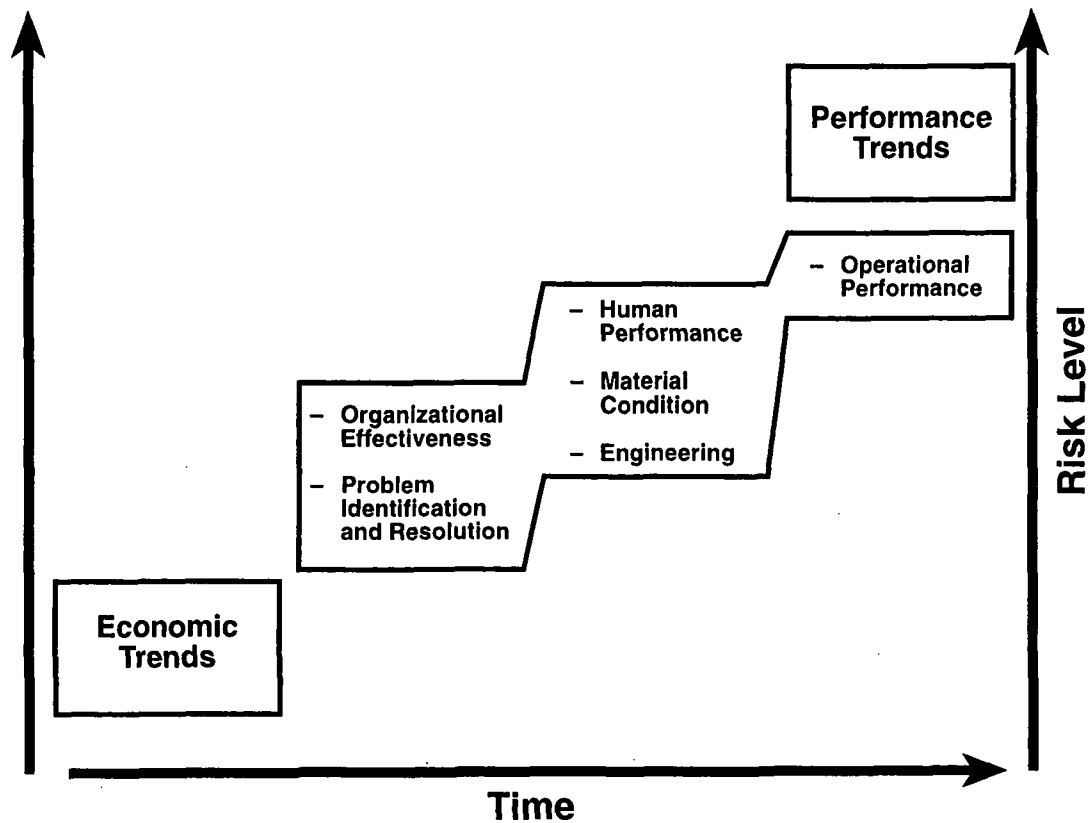 Performance
Trends
– Operational
Performance
– Human
Performance
– Material
Condition
– Engineering
– Organizational
Effectiveness
– Problem
Identification
and Resolution
Economic
Trends
Risk Level
Time